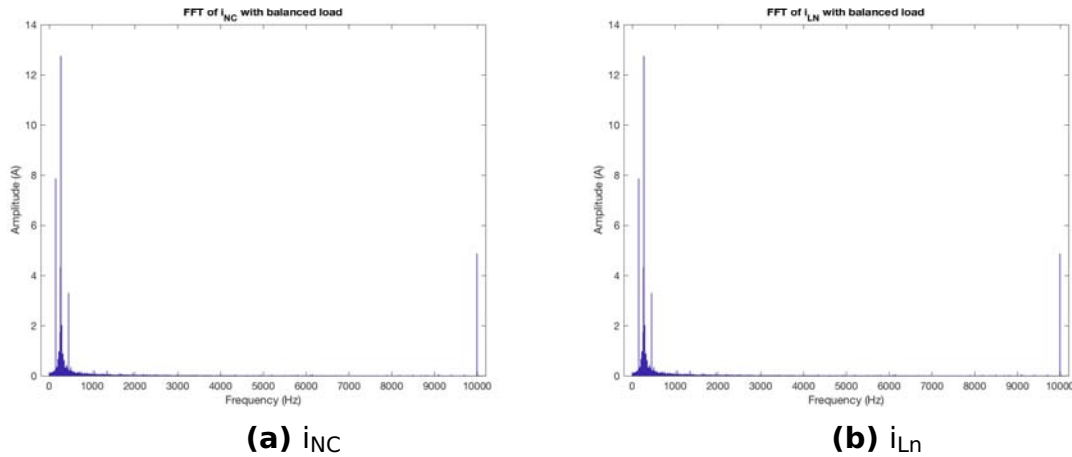 FFT of i_NC with balanced load
14
12
10
8
6
4
2
0
Amplitude (A)
0 1000 2000 3000 4000 5000 6000 7000 8000 9000 10000
Frequency (Hz)
(a) i_NC
FFT of i_LN with balanced load
14
12
10
8
6
4
2
0
Amplitude (A)
0 1000 2000 3000 4000 5000 6000 7000 8000 9000 10000
Frequency (Hz)
(b) i_Ln